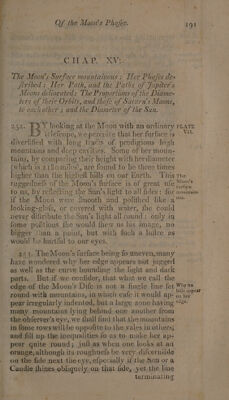 Of the Moon's Phases. 191
CHAP. XV.
The Moon's Surface mountainous: Her Phases de-
scribed: Her Path, and the Paths of Jupiter's
Moons delineated: The Proportions of the Diame-
ters of their Orbits, and those of Saturn's Moons,
to each other; and the Diameter of the Sun.
252. BY looking at the Moon with an ordinary PLATE VII.
telescope, we perceive that her surface is
diversified with long tracts of prodigious high
mountains and deep cavities. Some of her moun-
tains, by comparing their height with her diameter
(which is 2180 miles) are found to be three times
higher than the highest hills on our Earth. This The
ruggedness of the Moon's surface is of great use Moon's surface
to us, by reflecting the Sun's light to all sides: for mountainous.
if the Moon were smooth and polished like a
looking-glass, or covered with water, she could
never distribute the Sun's light all round: only in
some positions she would shew us his image, no
bigger than a point, but with such a lustre as
would be hurtful to our eyes.
253. The Moon's surface being so uneven, many
have wondered why her edge appears not jagged
as well as the curve bounding the light and dark
parts. But if we consider, that what we call the
edge of the Moon's Disc is not a single line set Why no
round with mountains, in which case it would ap- hills appear
pear irregularly indented, but a large zone having on her edge.
many mountains lying behind one another from
the observer's eye, we shall find that the mountains
in some rows will be opposite to the vales in others;
and fill up the inequalities so as to make her ap-
pear quite round; just as when one looks at an
orange, although its roughness be very discernible
on the side next the eye, especially if the Sun or a
Candle shines obliquely on that side, yet the line
terminating